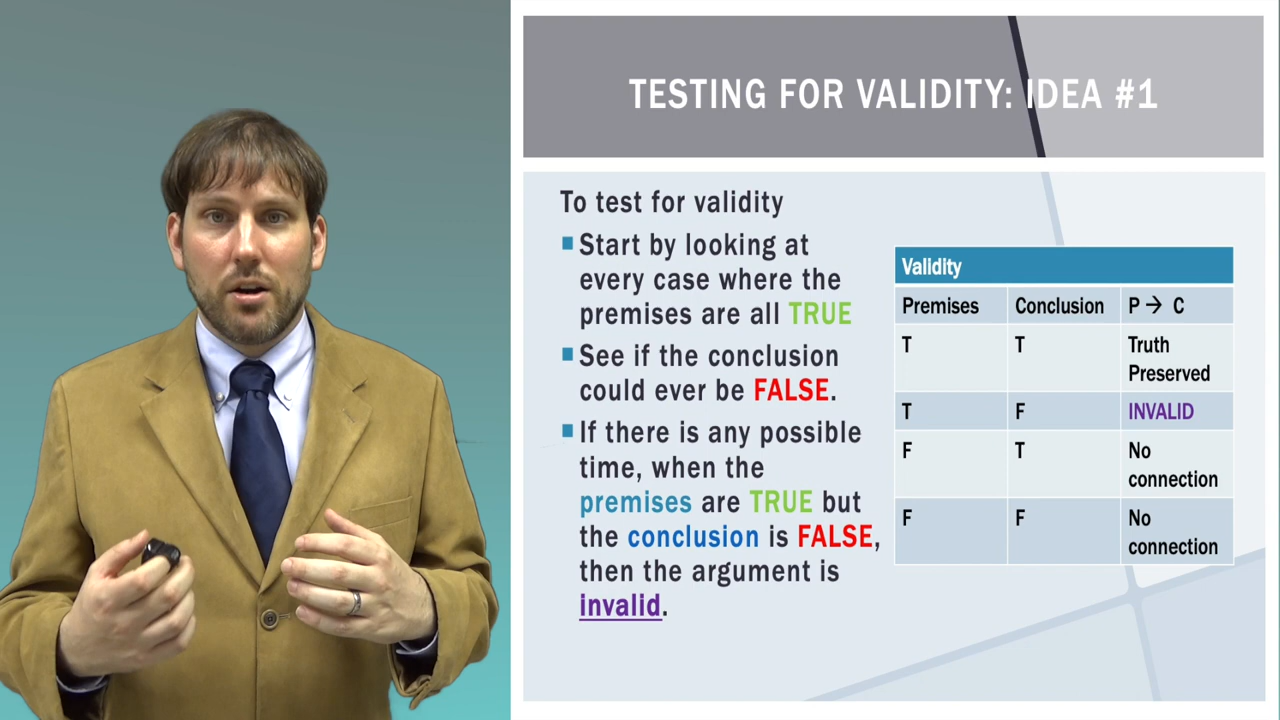 TESTING FOR VALIDITY: IDEA #1
To test for validity
▪ Start by looking at
every case where the
premises are all TRUE
▪ See if the conclusion
could ever be FALSE.
▪ If there is any possible
time, when the
premises are TRUE but
the conclusion is FALSE,
then the argument is
invalid.
Validity
Premises Conclusion P → C
T T Truth
Preserved
T F INVALID
F T No
connection
F F No
connection